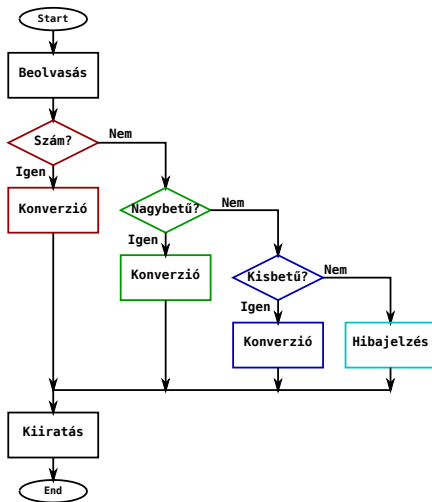 Start
Beolvasás
Szám?
Nem
Igen
Konverzió
Nagybetű?
Nem
Igen
Konverzió
Kisbetű?
Nem
Igen
Konverzió
Hibajelzés
Kiiratás
End